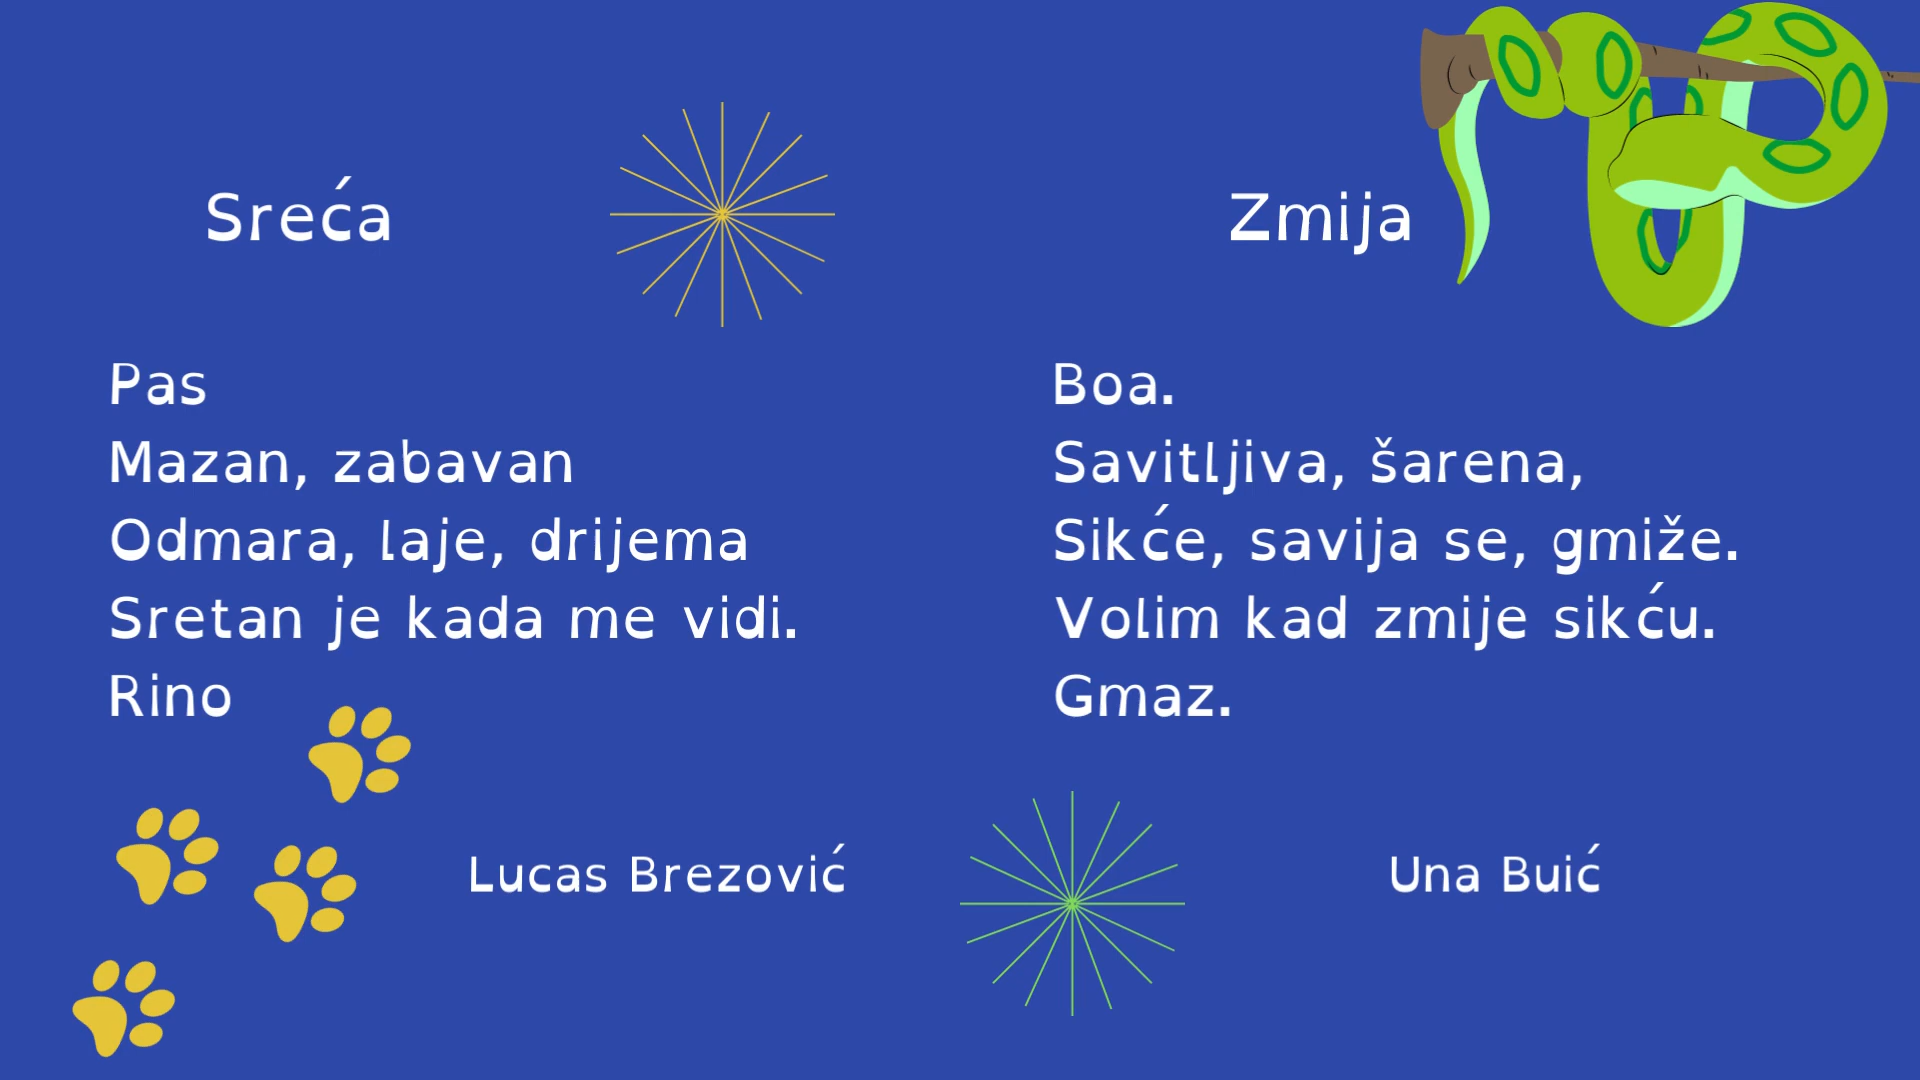 Sreća
Pas
Mazan, zabavan
Odmara, laje, drijema
Sretan je kada me vidi.
Rino
Lucas Brezović
Zmija
Boa.
Savitljiva, šarena,
Sikće, savija se, gmiže.
Volim kad zmije sikću.
Gmaz.
Una Buić